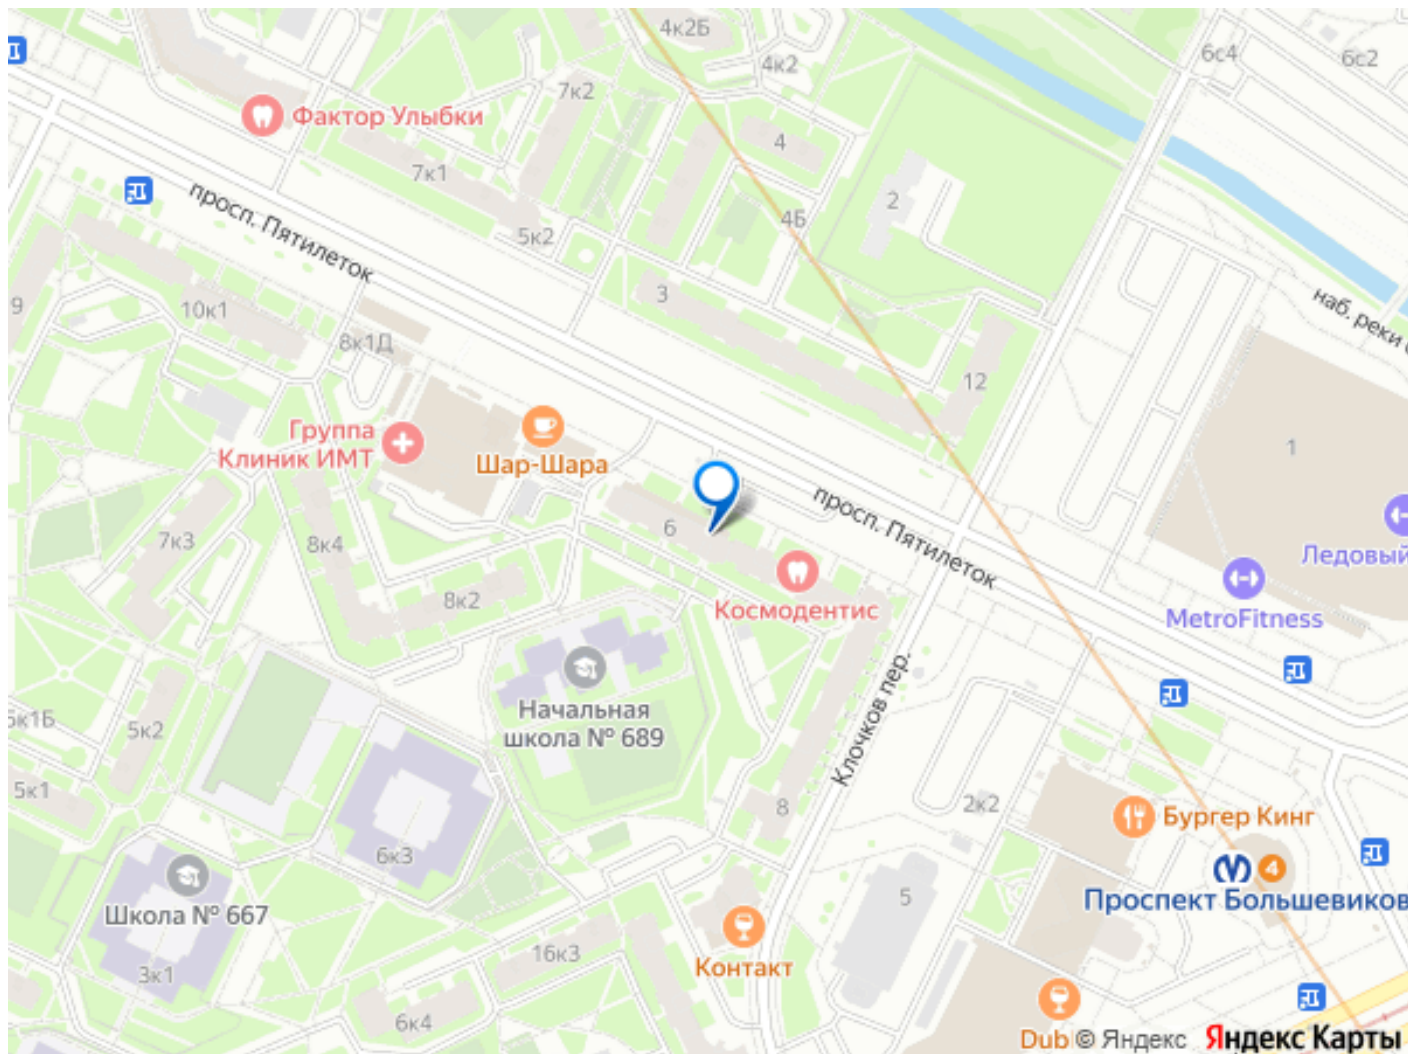 4к2Б
6с4
6с2
4к2
7к2
Фактор Улыбки
4
7к1
просп. Пятилеток
2
4Б
5к2
3
наб. реки
9
10к1
8к1Д
12
Группа
Клиник ИМТ
Шар-Шара
1
просп. Пятилеток
6
7к3
8к4
Ледовый
Космодентис
MetroFitness
8к2
Клочков пер.
Начальная
школа № 689
5к2
5к1
8
2к2
Бургер Кинг
6к3
4
Проспект Большевиков
5
Школа № 667
16к3
3к1
Контакт
6к4
Dub
© Яндекс
Яндекс Карты